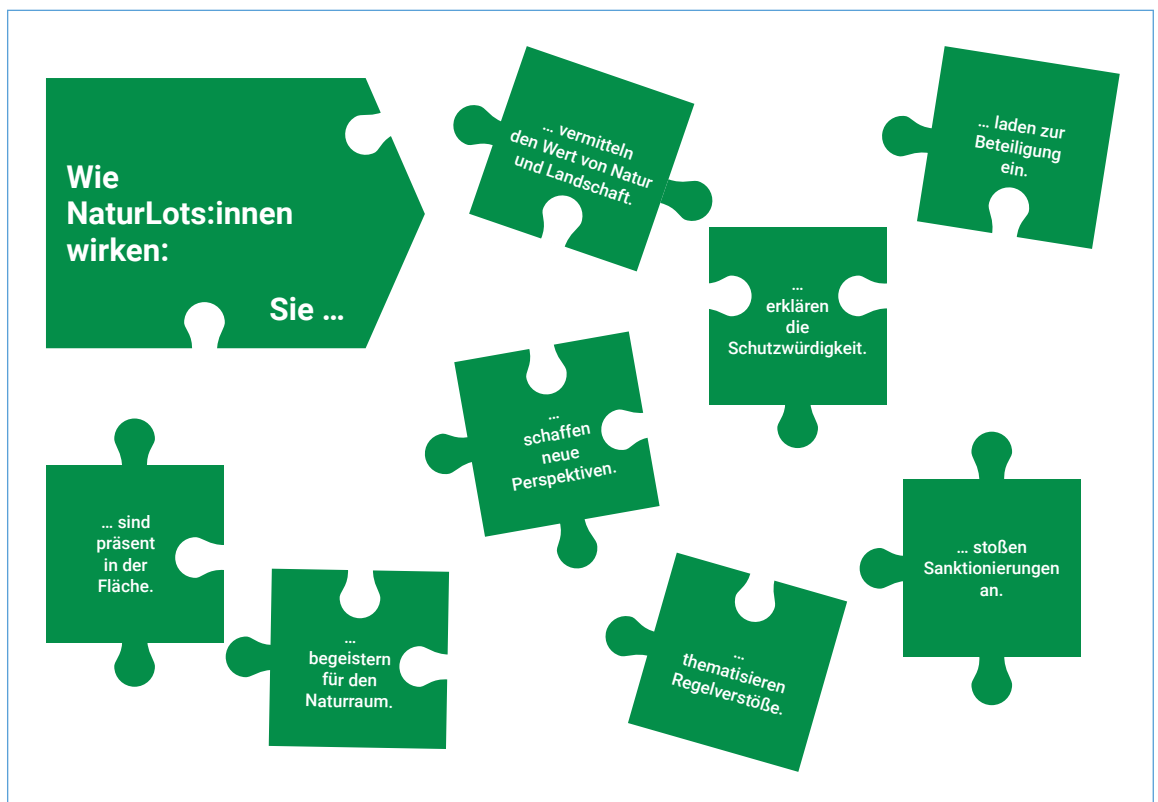 Wie
NaturLots:innen
wirken:
Sie ...
... vermitteln
den Wert von Natur
und Landschaft.
... laden zur
Beteiligung
ein.
...
erklären
die
Schutzwürdigkeit.
...
schaffen
neue
Perspektiven.
... sind
präsent
in der
Fläche.
...
begeistern
für den
Naturraum.
...
thematisieren
Regelverstöße.
... stoßen
Sanktionierungen
an.